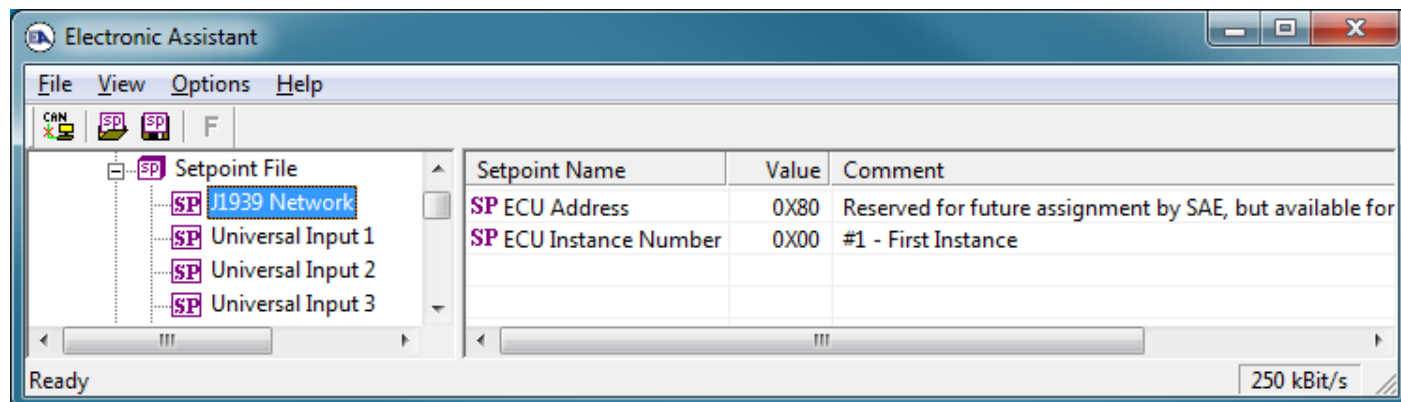 Electronic Assistant
File View Options Help
CAN SP SP F
SP Setpoint File
SP J1939 Network
SP Universal Input 1
SP Universal Input 2
SP Universal Input 3
Setpoint Name Value Comment
SP ECU Address 0X80 Reserved for future assignment by SAE, but available for
SP ECU Instance Number 0X00 #1 - First Instance
Ready
250 kBit/s